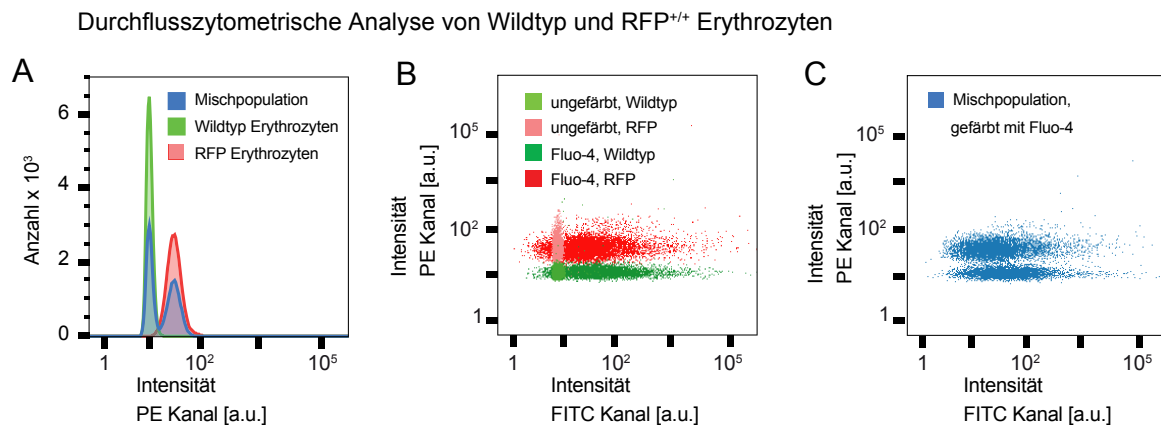 Durchflusszytometrische Analyse von Wildtyp und RFP+/+ Erythrozyten
A
Mischpopulation
Wildtyp Erythrozyten
RFP Erythrozyten
Anzahl x 10³
6
4
2
0
1
10²
10⁵
Intensität
PE Kanal [a.u.]
B
ungefärbt, Wildtyp
ungefärbt, RFP
Fluo-4, Wildtyp
Fluo-4, RFP
Intensität
PE Kanal [a.u.]
10⁵
10²
1
1
10²
10⁵
Intensität
FITC Kanal [a.u.]
C
Mischpopulation,
gefärbt mit Fluo-4
Intensität
PE Kanal [a.u.]
10⁵
10²
1
1
10²
10⁵
Intensität
FITC Kanal [a.u.]